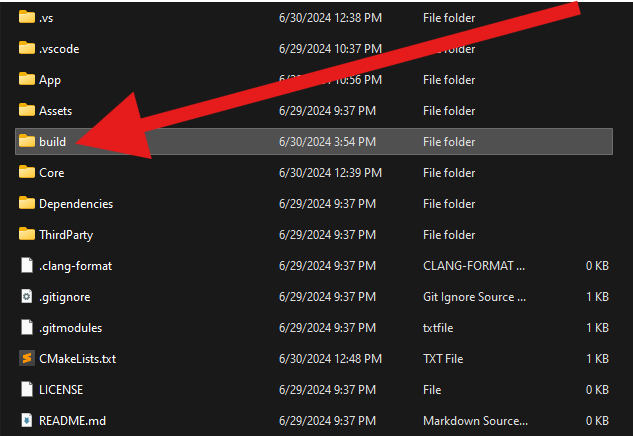 .vs 6/30/2024 12:38 PM File folder
.vscode 6/29/2024 10:37 PM File folder
App 10:56 PM File folder
Assets 6/29/2024 9:37 PM File folder
build 6/30/2024 3:54 PM File folder
Core 6/30/2024 12:39 PM File folder
Dependencies 6/29/2024 9:37 PM File folder
ThirdParty 6/29/2024 9:37 PM File folder
.clang-format 6/29/2024 9:37 PM CLANG-FORMAT ... 0 KB
.gitignore 6/29/2024 9:37 PM Git Ignore Source ... 1 KB
.gitmodules 6/29/2024 9:37 PM txtfile 1 KB
CMakeLists.txt 6/30/2024 12:48 PM TXT File 1 KB
LICENSE 6/29/2024 9:37 PM File 0 KB
README.md 6/29/2024 9:37 PM Markdown Source... 0 KB